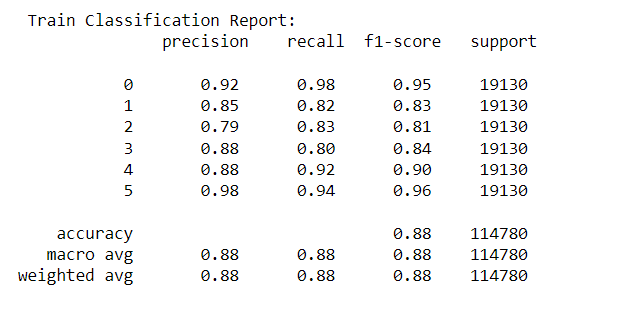 Train Classification Report:
precision recall f1-score support
0 0.92 0.98 0.95 19130
1 0.85 0.82 0.83 19130
2 0.79 0.83 0.81 19130
3 0.88 0.80 0.84 19130
4 0.88 0.92 0.90 19130
5 0.98 0.94 0.96 19130
accuracy 0.88 114780
macro avg 0.88 0.88 0.88 114780
weighted avg 0.88 0.88 0.88 114780